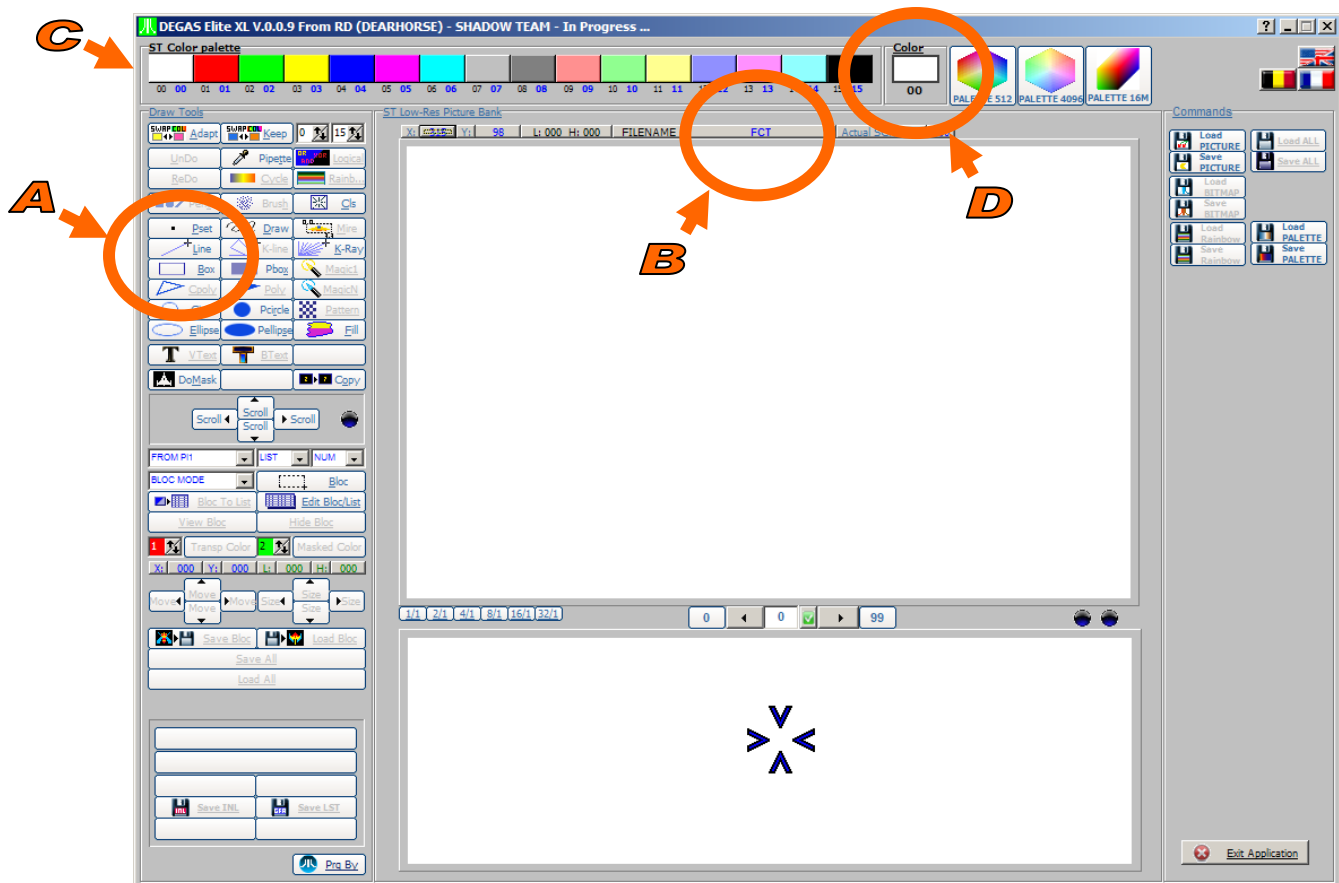 DEGAS Elite XL V.0.0.9 From RD (DEARHORSE) - SHADOW TEAM - In Progress ...
C
D
ST Color palette
Color
00 00 01 01 02 02 03 03 04 04 05 05 06 06 07 07 08 08 09 09 10 10 11 11 13 13 14 15 15
00
PALETTE 512 PALETTE 4096 PALETTE 16M
Draw Tools
ST Low-Res Picture Bank
Commands
SWAP COU Adapt SWAP COU Keep 0 15
X: Y: 98 L: 000 H: 000 FILENAME FCT Actual
Load PICTURE Load ALL
Save PICTURE Save ALL
UnDo Pipette OR AND XOR Logical
ReDo Cycle Rainb...
Load BITMAP
Save BITMAP
A
Brush Cls
Pset Draw Mire
Line K-line K-Ray
Load Rainbow Load PALETTE
Save Rainbow Save PALETTE
B
Box Pbox Magic1
Cpoly Poly MagicN
Pcircle Pattern
Ellipse Pellipse Fill
T VText T BText
DoMask Copy
Scroll Scroll Scroll
Scroll
FROM PI1 LIST NUM
BLOC MODE Bloc
Bloc To List Edit Bloc/List
View Bloc Hide Bloc
1 Transp Color 2 Masked Color
X: 000 Y: 000 L: 000 H: 000
Move Move Move Size Size Size
Move Size
1/1 2/1 4/1 8/1 16/1 32/1
0 0 99
Save Bloc Load Bloc
Save All
Load All
Save INL Save LST
Prg By
Exit Application